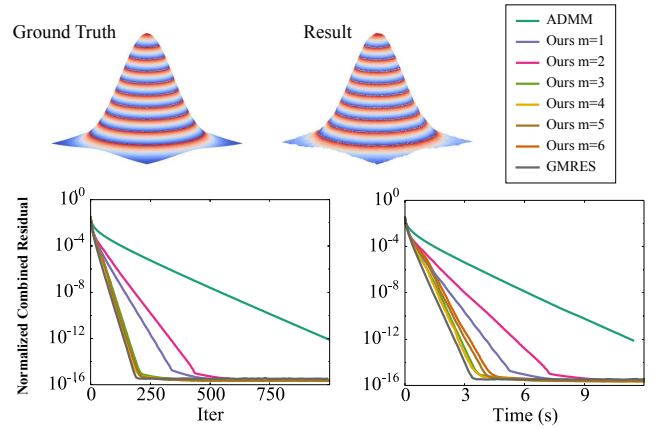 Ground Truth
Result
ADMM
Ours m=1
Ours m=2
Ours m=3
Ours m=4
Ours m=5
Ours m=6
GMRES
Normalized Combined Residual
10^0
10^-4
10^-8
10^-12
10^-16
0 250 500 750
Iter
10^0
10^-4
10^-8
10^-12
10^-16
0 3 6 9
Time (s)